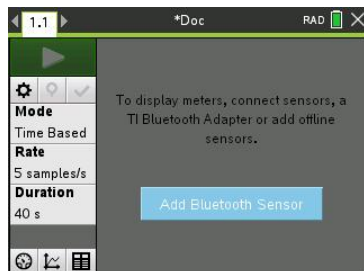 1.1 *Doc RAD
Mode
Time Based
Rate
5 samples/s
Duration
40 s
To display meters, connect sensors, a
TI Bluetooth Adapter or add offline
sensors.
Add Bluetooth Sensor